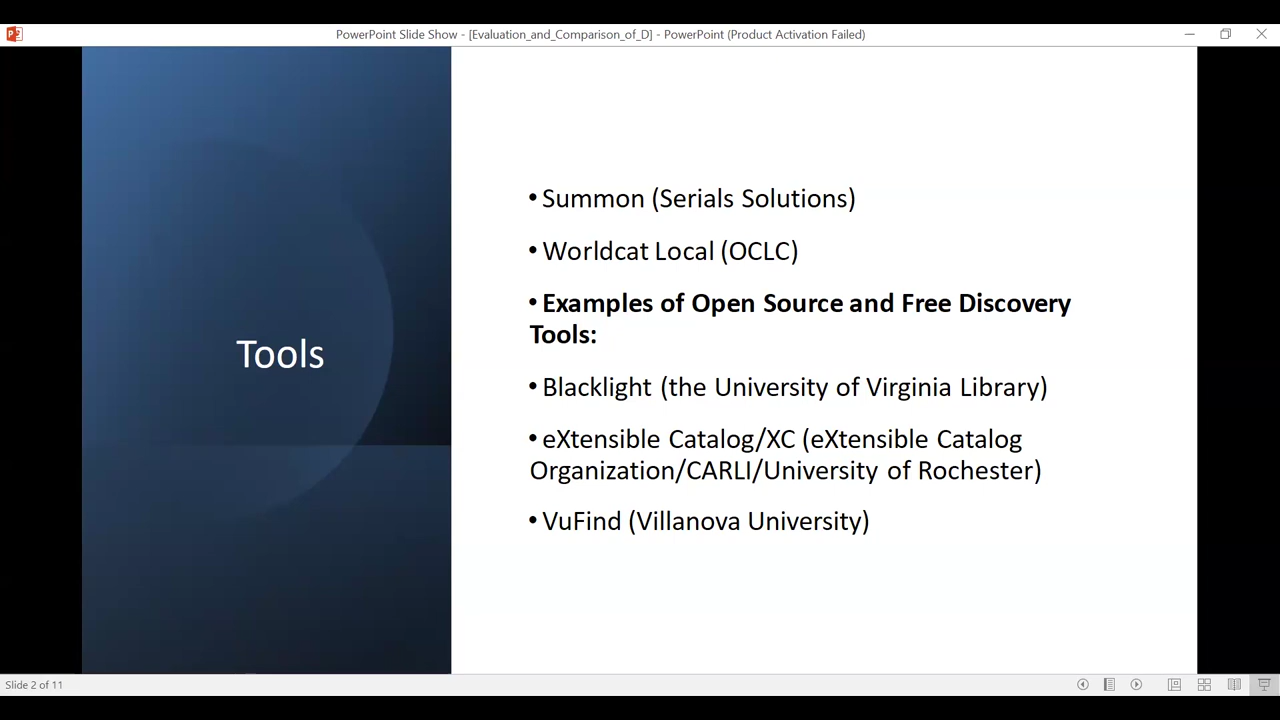 PowerPoint Slide Show - [Evaluation_and_Comparison_of_D] - PowerPoint (Product Activation Failed)
Tools
•Summon (Serials Solutions)
•Worldcat Local (OCLC)
•Examples of Open Source and Free Discovery
Tools:
•Blacklight (the University of Virginia Library)
•eXtensible Catalog/XC (eXtensible Catalog
Organization/CARLI/University of Rochester)
•VuFind (Villanova University)
Slide 2 of 11